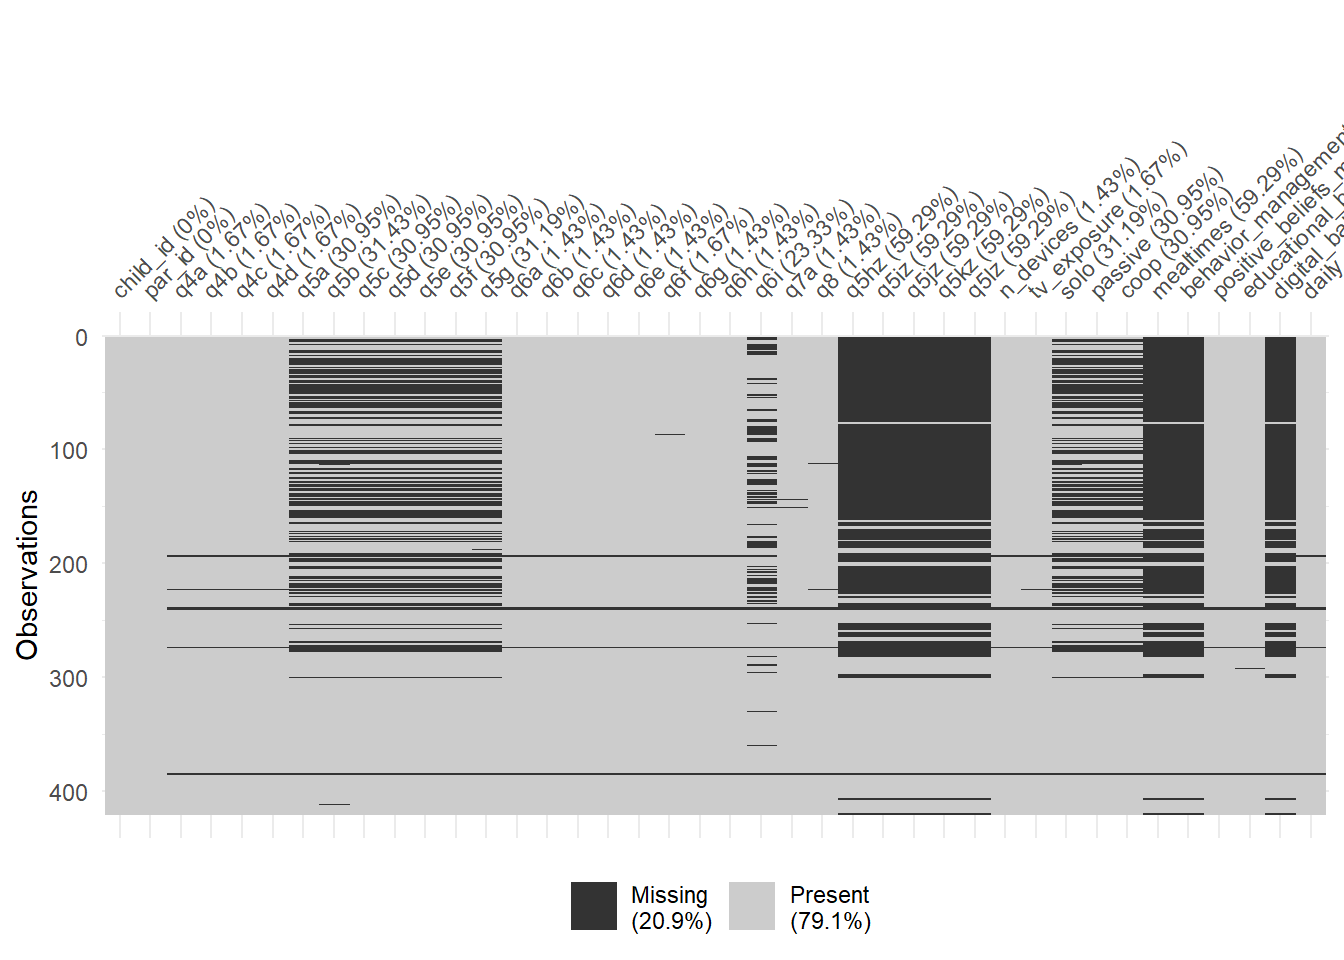 child_id (0%)
par_id (0%)
q4a (1.67%)
q4b (1.67%)
q4c (1.67%)
q4d (1.67%)
q5a (30.95%)
q5b (31.43%)
q5c (30.95%)
q5d (30.95%)
q5e (30.95%)
q5f (30.95%)
q5g (31.19%)
q6a (1.43%)
q6b (1.43%)
q6c (1.43%)
q6d (1.43%)
q6e (1.43%)
q6f (1.67%)
q6g (1.43%)
q6h (1.43%)
q6i (23.33%)
q7a (1.43%)
q8 (1.43%)
q5hz (59.29%)
q5iz (59.29%)
q5jz (59.29%)
q5kz (59.29%)
q5lz (59.29%)
n_devices (1.43%)
tv_exposure (1.67%)
solo (31.19%)
passive (30.95%)
coop (30.95%)
mealtimes (59.29%)
behavior_management
positive_beliefs_m
educational_
digital_ba
daily_
Observations
0
100
200
300
400
Missing
(20.9%)
Present
(79.1%)